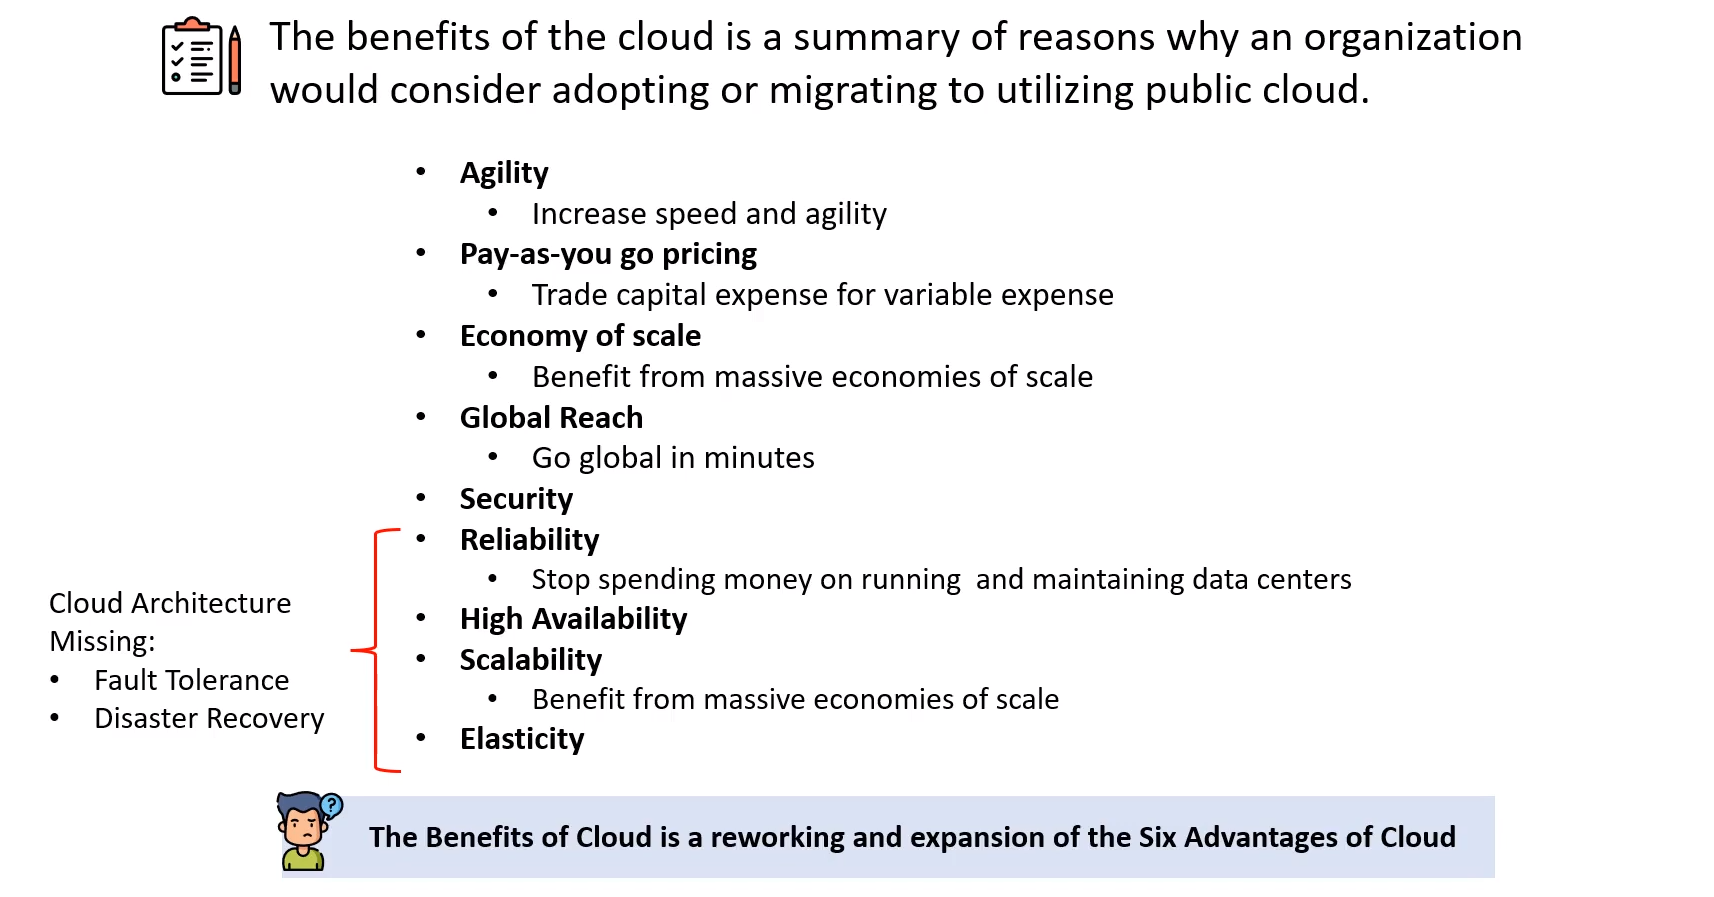 The benefits of the cloud is a summary of reasons why an organization
would consider adopting or migrating to utilizing public cloud.
• Agility
• Increase speed and agility
• Pay-as-you go pricing
• Trade capital expense for variable expense
• Economy of scale
• Benefit from massive economies of scale
• Global Reach
• Go global in minutes
• Security
• Reliability
• Stop spending money on running  and maintaining data centers
• High Availability
• Scalability
• Benefit from massive economies of scale
• Elasticity
Cloud Architecture
Missing:
• Fault Tolerance
• Disaster Recovery
?
The Benefits of Cloud is a reworking and expansion of the Six Advantages of Cloud